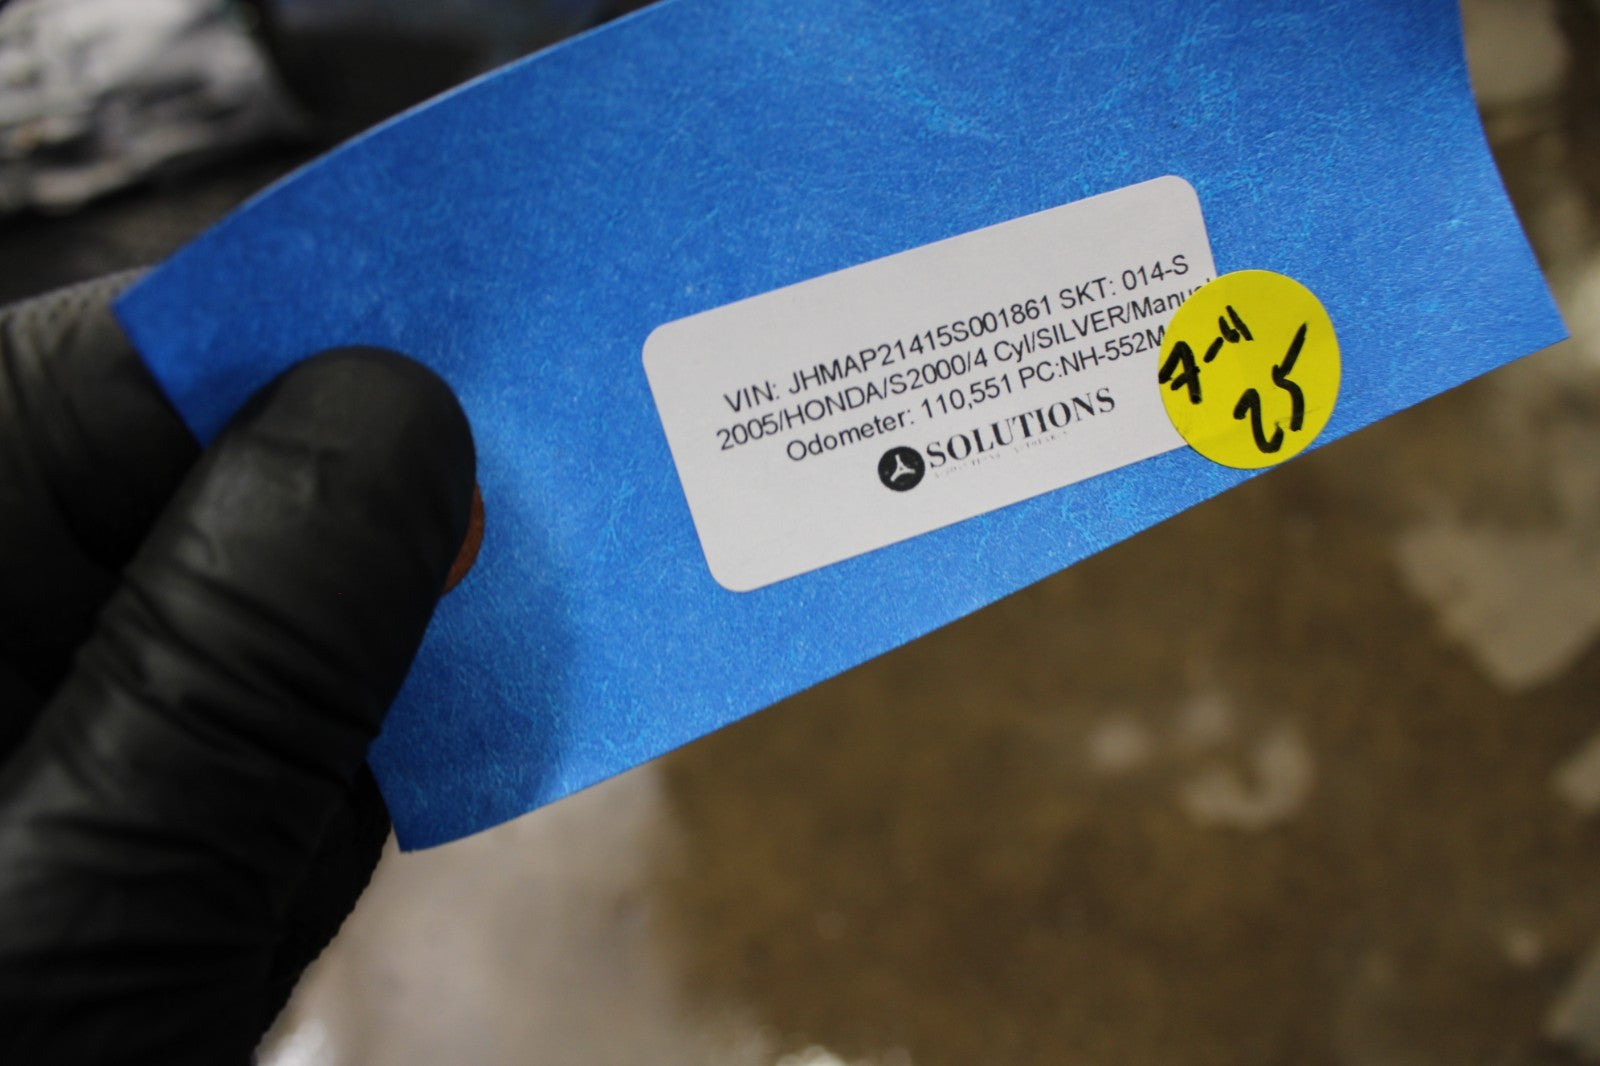 VIN: JHMAP21415S001861 SKT: 014-S
2005/HONDA/S2000/4 Cyl/SILVER/Manual
Odometer: 110,551 PC:NH-552M
SOLUTIONS
7-11
25